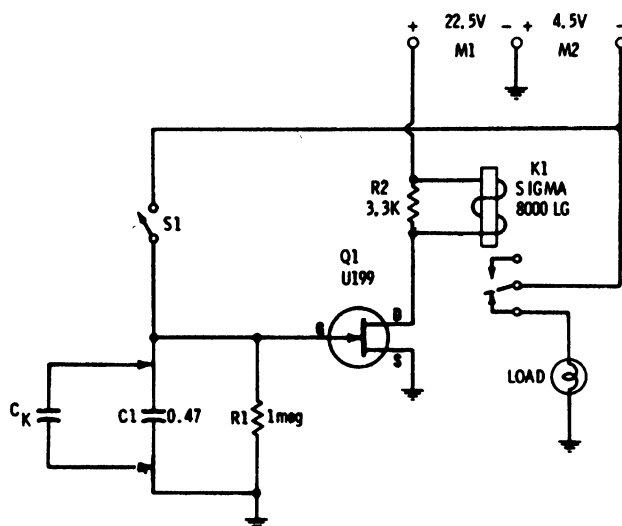 22.5V 4.5V
+ - + -
M1 M2
K1
SIGMA
8000 LG
R2
3.3K
S1
Q1
U199
G D
S
LOAD
CK C1 0.47 R1 1meg